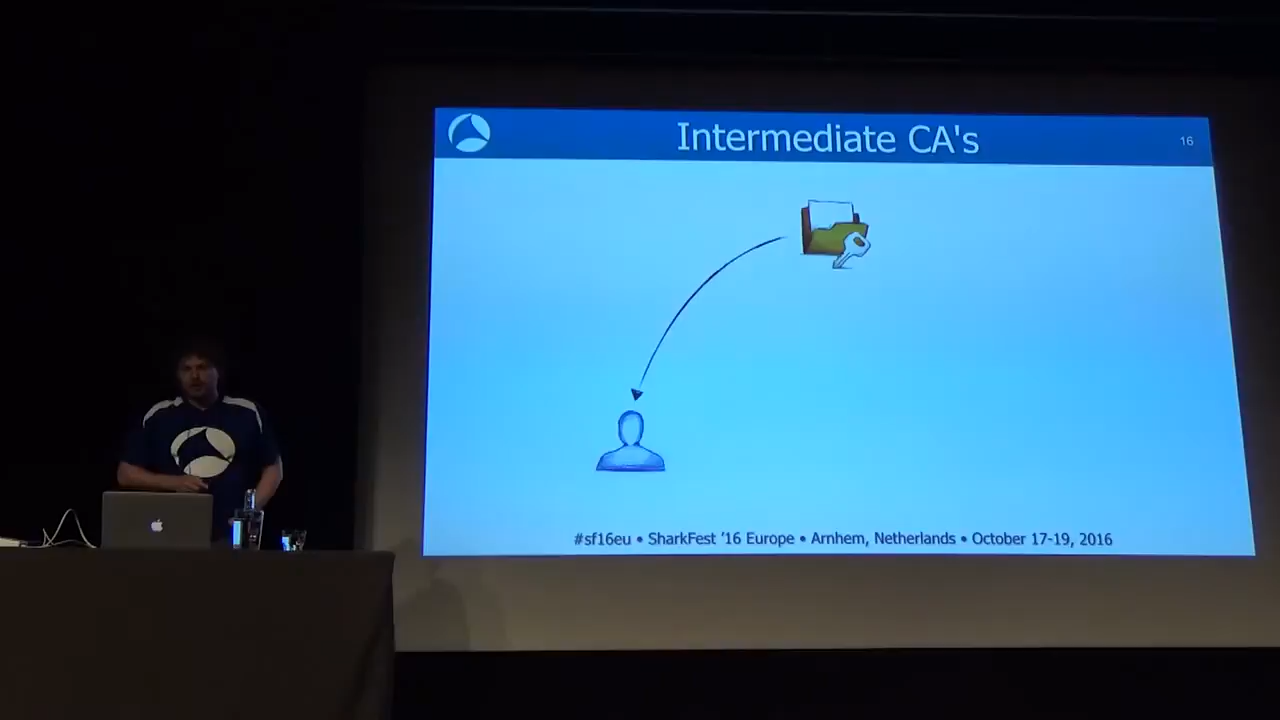 Intermediate CA's
16
#sf16eu • SharkFest '16 Europe • Arnhem, Netherlands • October 17-19, 2016